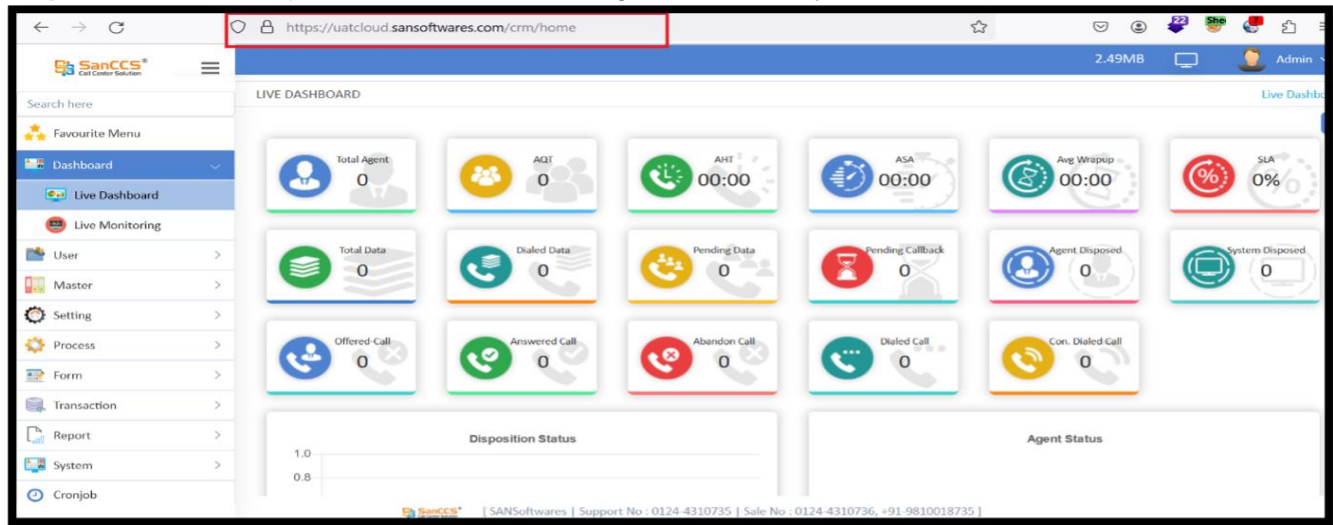 https://uatcloud.sansoftwares.com/crm/home
22
She
7
SanCCS®
Call Center Solution
2.49MB
Admin
Search here
LIVE DASHBOARD
Live Dashbo
Favourite Menu
Dashboard
Live Dashboard
Live Monitoring
User
Master
Setting
Process
Form
Transaction
Report
System
Cronjob
Total Agent
0
AQT
0
AHT
00:00
ASA
00:00
Avg Wrapup
00:00
SLA
0%
Total Data
0
Dialed Data
0
Pending Data
0
Pending Callback
0
Agent Disposed
0
System Disposed
0
Offered Call
0
Answered Call
0
Abandon Call
0
Dialed Call
0
Con. Dialed Call
0
Disposition Status
1.0
0.8
Agent Status
SanCCS® [ SANSoftwares | Support No : 0124-4310735 | Sale No : 0124-4310736, +91-9810018735 ]